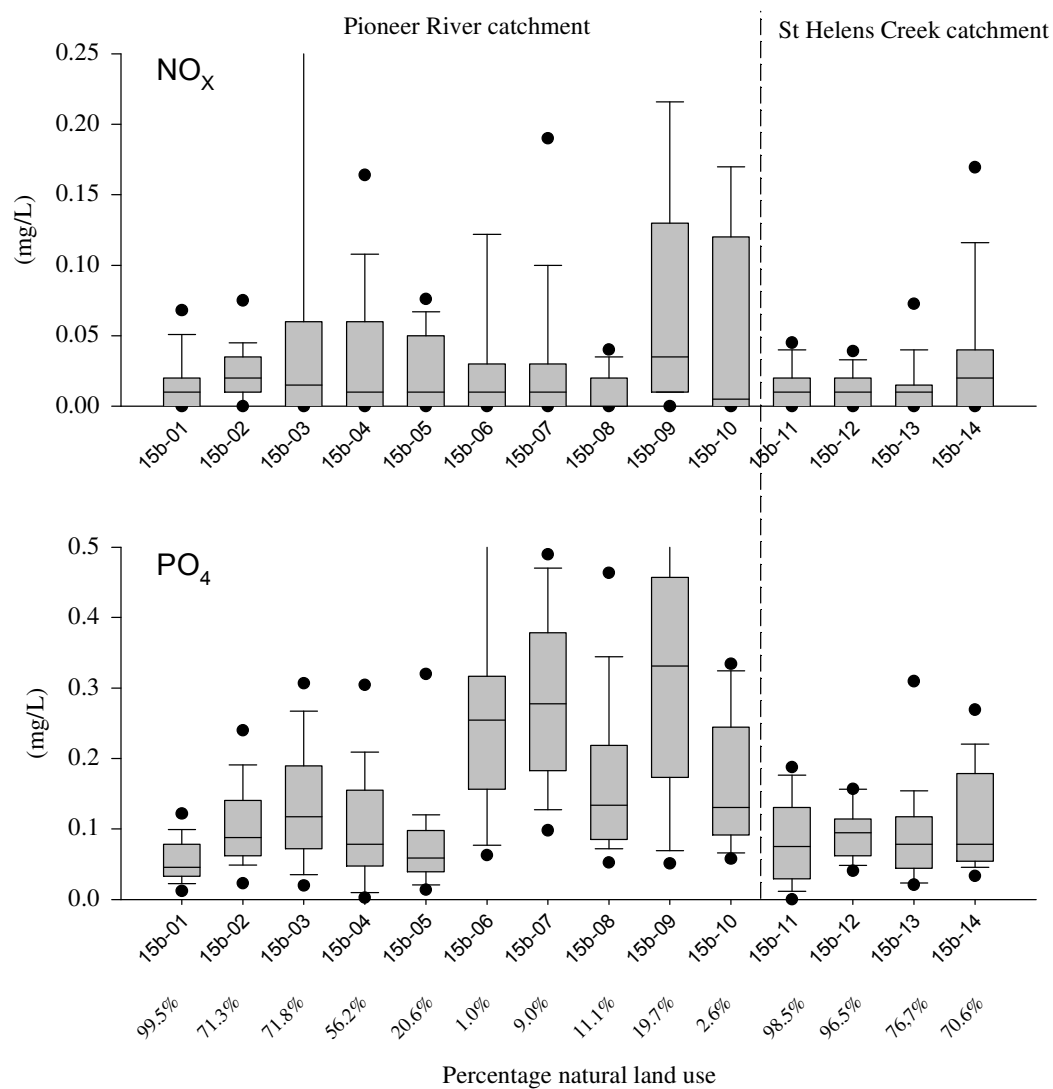 Pioneer River catchment
St Helens Creek catchment
NOX
(mg/L)
0.25
0.20
0.15
0.10
0.05
0.00
15b-01
15b-02
15b-03
15b-04
15b-05
15b-06
15b-07
15b-08
15b-09
15b-10
15b-11
15b-12
15b-13
15b-14
PO4
(mg/L)
0.5
0.4
0.3
0.2
0.1
0.0
15b-01
15b-02
15b-03
15b-04
15b-05
15b-06
15b-07
15b-08
15b-09
15b-10
15b-11
15b-12
15b-13
15b-14
99.5%
71.3%
71.8%
56.2%
20.6%
1.0%
9.0%
11.1%
19.7%
2.6%
98.5%
96.5%
76.7%
70.6%
Percentage natural land use